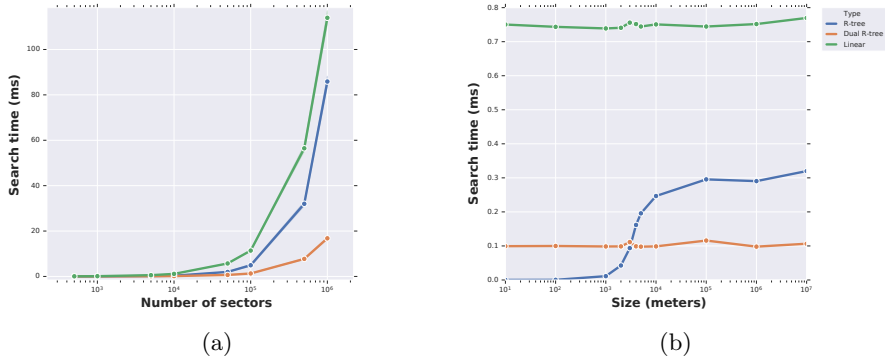 120
100
80
60
40
20
0
10³ 10⁴ 10⁵ 10⁶
Search time (ms)
Number of sectors
(a)
0.8
0.7
0.6
0.5
0.4
0.3
0.2
0.1
0.0
10¹ 10² 10³ 10⁴ 10⁵ 10⁶ 10⁷
Search time (ms)
Size (meters)
(b)
Type
R-tree
Dual R-tree
Linear